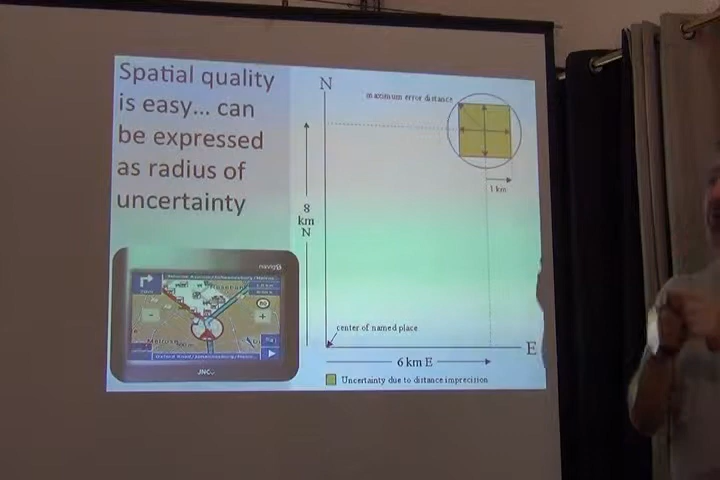 Spatial quality
is easy... can
be expressed
as radius of
uncertainty
N
maximum error distance
1 km
8
km
N
center of named place
E
6 km E
Uncertainty due to distance imprecision